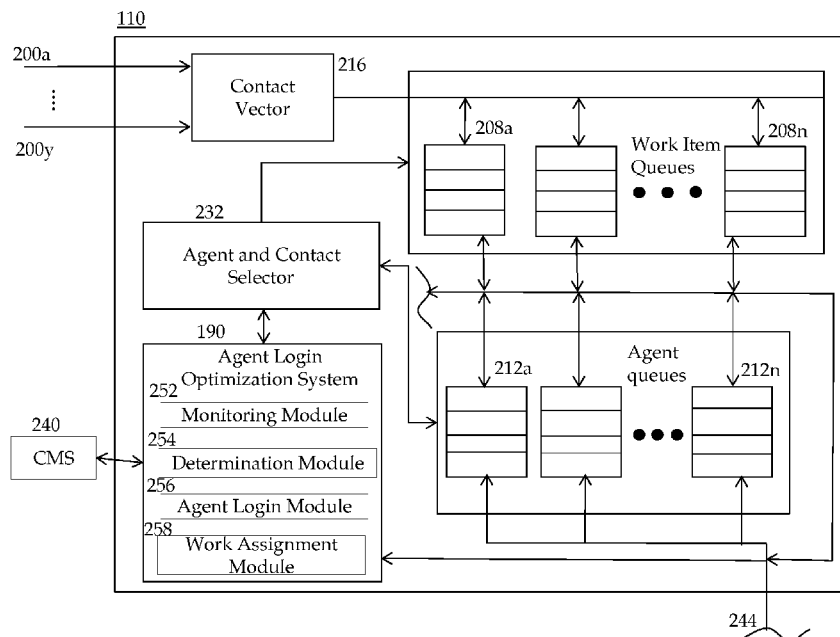 110
200a
200y
Contact
Vector
216
208a
208n
Work Item
Queues
232
Agent and Contact
Selector
190
Agent Login
Optimization System
252
Monitoring Module
254
Determination Module
256
Agent Login Module
258
Work Assignment
Module
240
CMS
212a
Agent
queues
212n
244